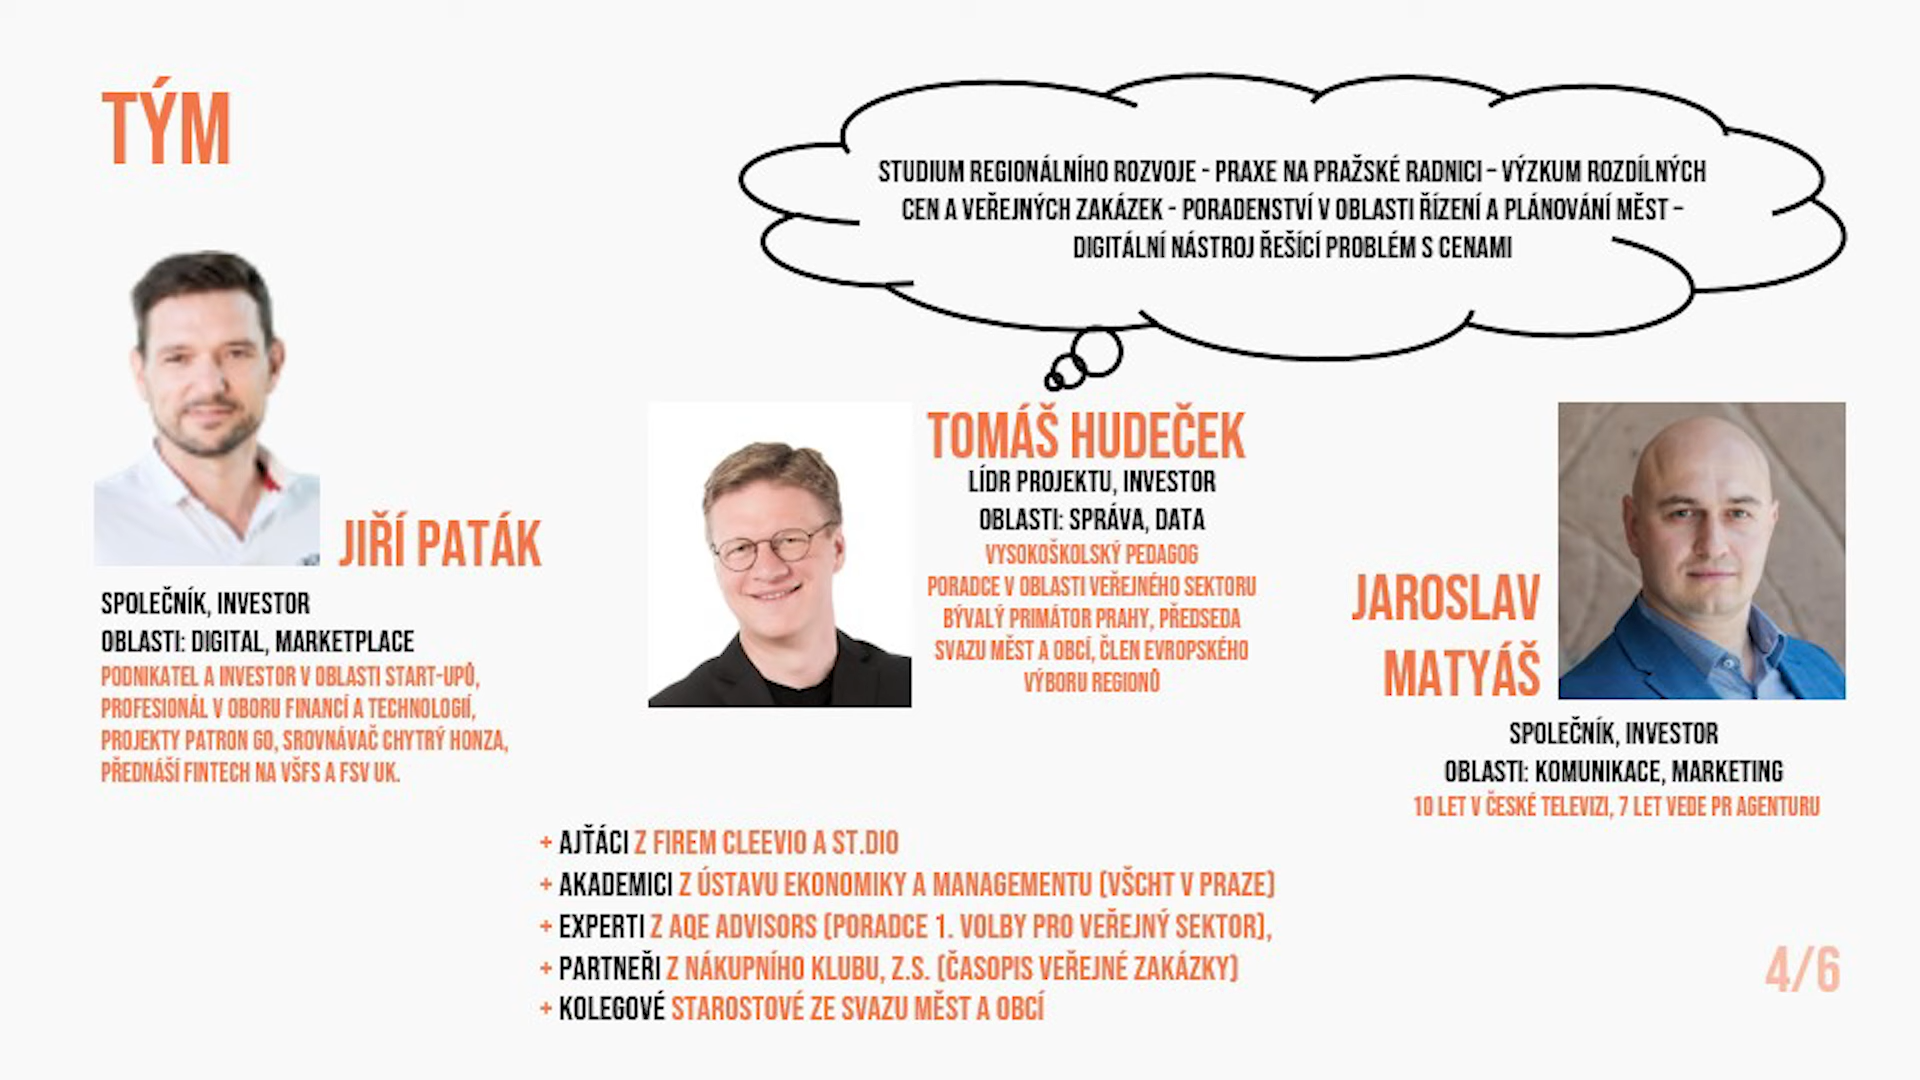 TÝM
STUDIUM REGIONÁLNÍHO ROZVOJE - PRAXE NA PRAŽSKÉ RADNICI – VÝZKUM ROZDÍLNÝCH
CEN A VEŘEJNÝCH ZAKÁZEK - PORADENSTVÍ V OBLASTI ŘÍZENÍ A PLÁNOVÁNÍ MĚST –
DIGITÁLNÍ NÁSTROJ ŘEŠÍCÍ PROBLÉM S CENAMI
JIŘÍ PATÁK
SPOLEČNÍK, INVESTOR
OBLASTI: DIGITAL, MARKETPLACE
PODNIKATEL A INVESTOR V OBLASTI START-UPŮ,
PROFESIONÁL V OBORU FINANCÍ A TECHNOLOGIÍ,
PROJEKTY PATRON GO, SROVNÁVAČ CHYTRÝ HONZA,
PŘEDNÁŠÍ FINTECH NA VŠFS A FSV UK.
TOMÁŠ HUDEČEK
LÍDR PROJEKTU, INVESTOR
OBLASTI: SPRÁVA, DATA
VYSOKOŠKOLSKÝ PEDAGOG
PORADCE V OBLASTI VEŘEJNÉHO SEKTORU
BÝVALÝ PRIMÁTOR PRAHY, PŘEDSEDA
SVAZU MĚST A OBCÍ, ČLEN EVROPSKÉHO
VÝBORU REGIONŮ
JAROSLAV
MATYÁŠ
SPOLEČNÍK, INVESTOR
OBLASTI: KOMUNIKACE, MARKETING
10 LET V ČESKÉ TELEVIZI, 7 LET VEDE PR AGENTURU
+ AJŤÁCI Z FIREM CLEEVIO A ST.DIO
+ AKADEMICI Z ÚSTAVU EKONOMIKY A MANAGEMENTU (VŠCHT V PRAZE)
+ EXPERTI Z AQE ADVISORS (PORADCE 1. VOLBY PRO VEŘEJNÝ SEKTOR),
+ PARTNEŘI Z NÁKUPNÍHO KLUBU, Z.S. (ČASOPIS VEŘEJNÉ ZAKÁZKY)
+ KOLEGOVÉ STAROSTOVÉ ZE SVAZU MĚST A OBCÍ
4/6